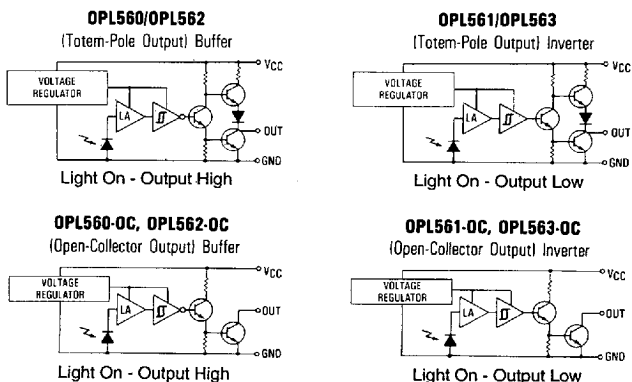 OPL560/OPL562
(Totem-Pole Output) Buffer
VCC
VOLTAGE
REGULATOR
LA
OUT
GND
Light On - Output High
OPL561/OPL563
(Totem-Pole Output) Inverter
VCC
VOLTAGE
REGULATOR
LA
OUT
GND
Light On - Output Low
OPL560-OC, OPL562-OC
(Open-Collector Output) Buffer
VCC
VOLTAGE
REGULATOR
LA
OUT
GND
Light On - Output High
OPL561-OC, OPL563-OC
(Open-Collector Output) Inverter
VCC
VOLTAGE
REGULATOR
LA
OUT
GND
Light On - Output Low